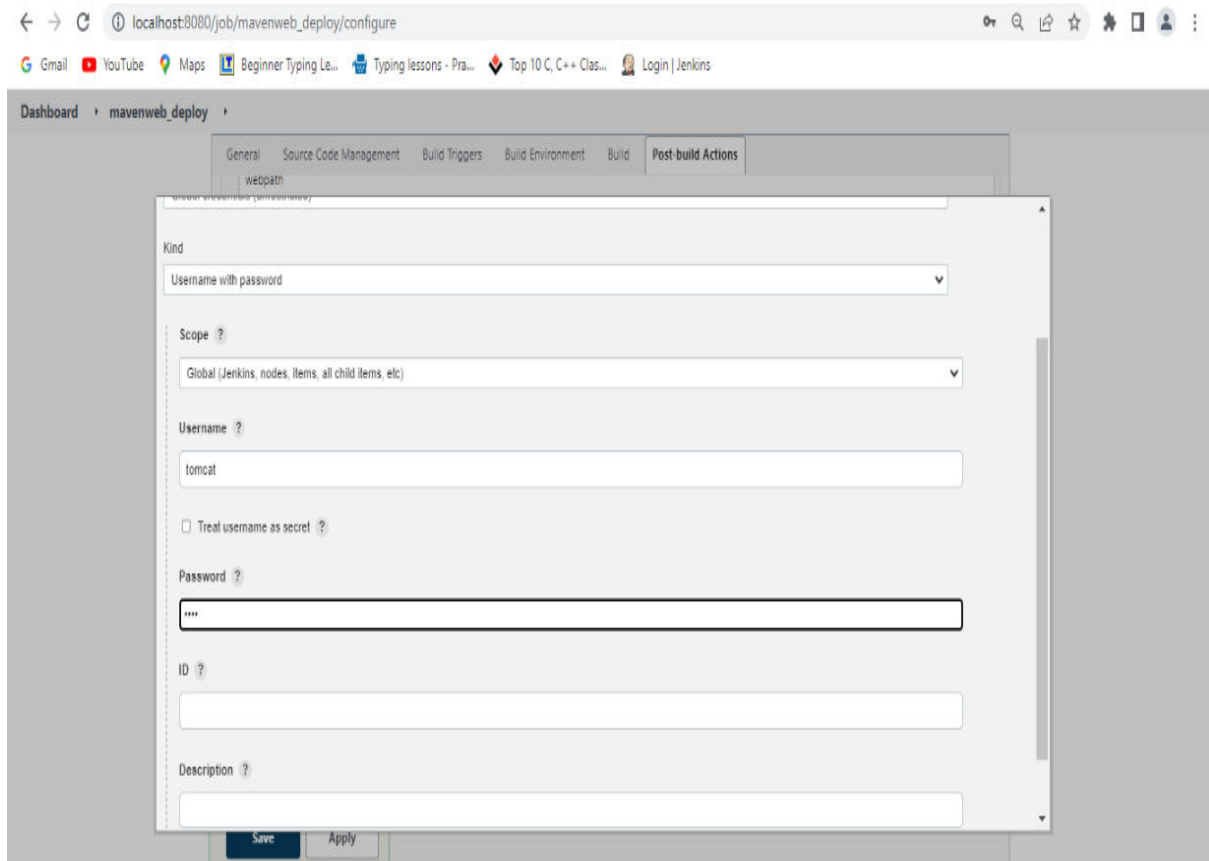 localhost:8080/job/mavenweb_deploy/configure
Gmail YouTube Maps Beginner Typing Le... Typing lessons - Pra... Top 10 C, C++ Clas... Login | Jenkins
Dashboard mavenweb_deploy
General Source Code Management Build Triggers Build Environment Build Post-build Actions
webpath
Global credentials (unrestricted)
Kind
Username with password
Scope ?
Global (Jenkins, nodes, items, all child items, etc)
Username ?
tomcat
Treat username as secret ?
Password ?
••••
ID ?
Description ?
Save Apply